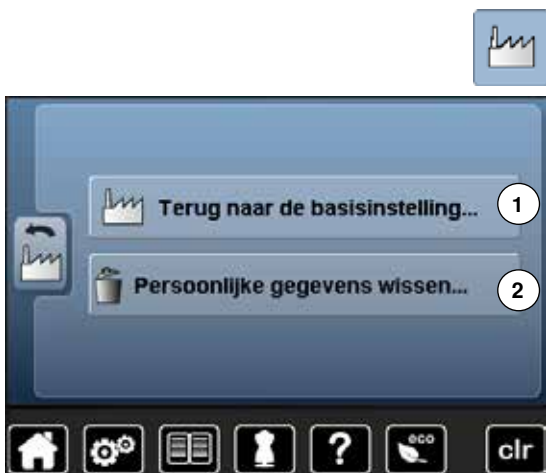 Terug naar de basisinstelling...
1
Persoonlijke gegevens wissen...
2
?
eco
clr